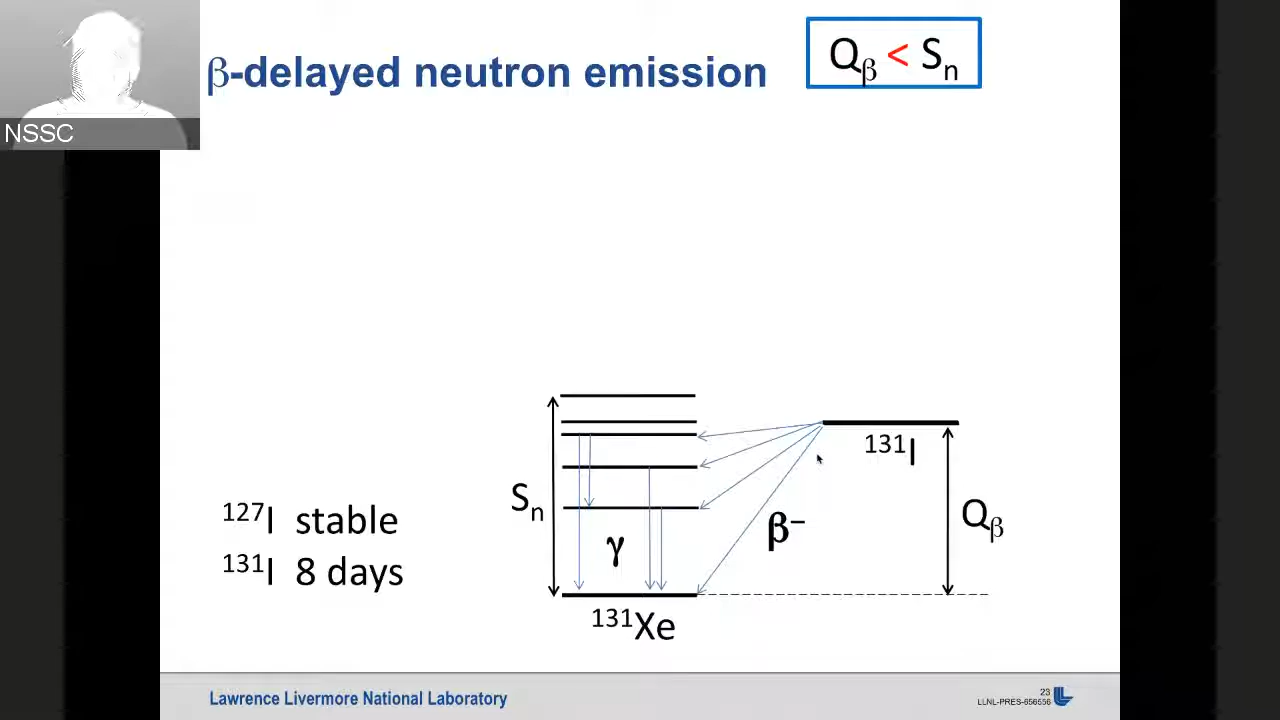 NSSC
β-delayed neutron emission
Qβ < Sn
131I
Sn
Qβ
β−
γ
127I stable
131I 8 days
131Xe
Lawrence Livermore National Laboratory
23
LLNL-PRES-656556